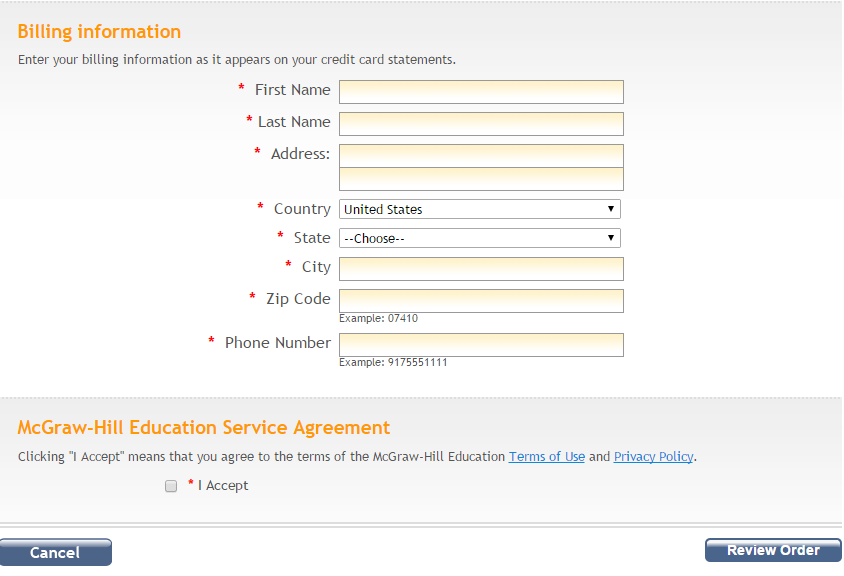 Billing information
Enter your billing information as it appears on your credit card statements.
* First Name
* Last Name
* Address:
* Country United States
* State --Choose--
* City
* Zip Code
Example: 07410
* Phone Number
Example: 9175551111
McGraw-Hill Education Service Agreement
Clicking "I Accept" means that you agree to the terms of the McGraw-Hill Education Terms of Use and Privacy Policy.
* I Accept
Cancel Review Order